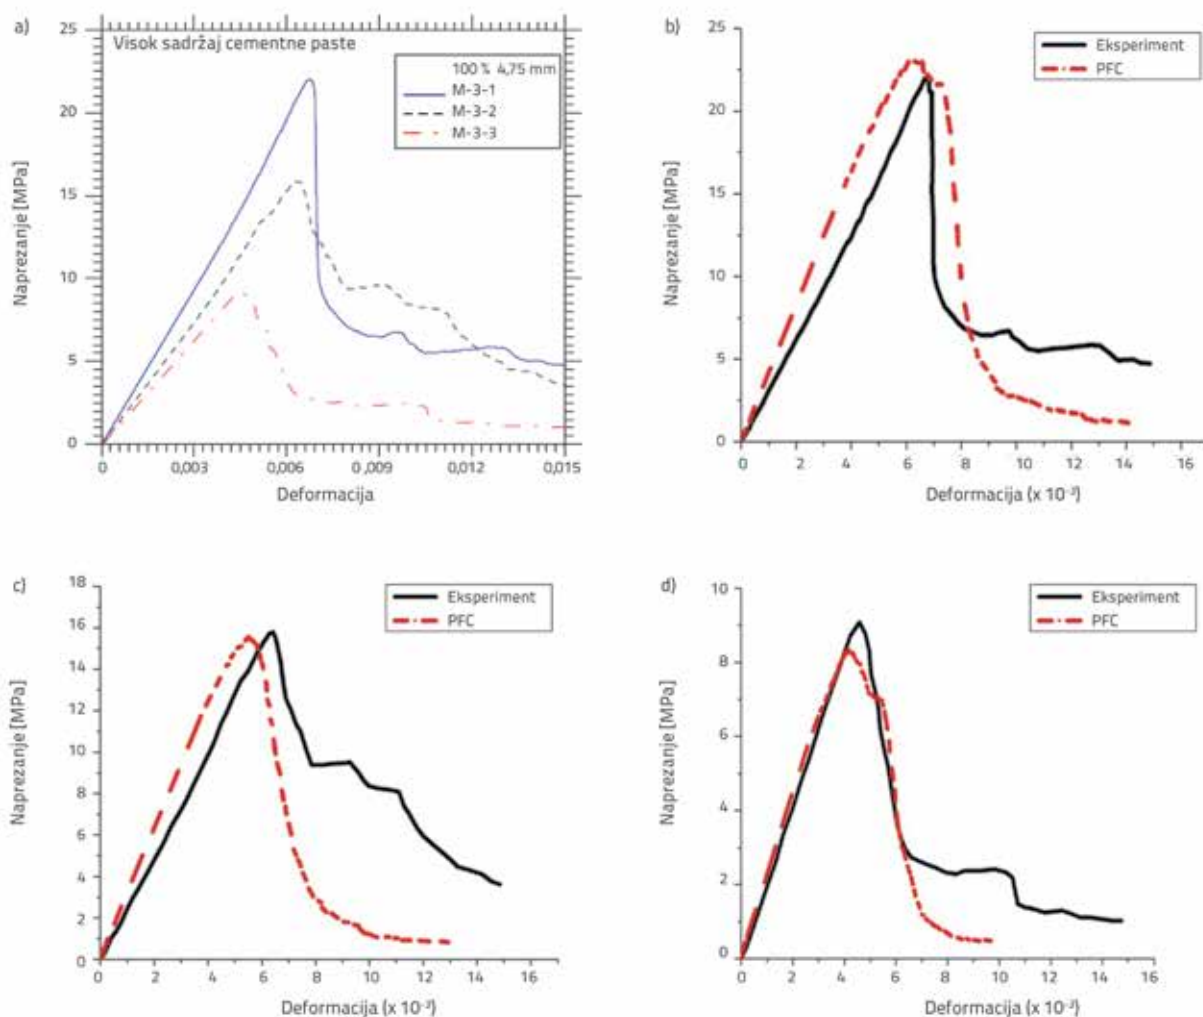 a)
Visok sadržaj cementne paste
100 % 4,75 mm
M-3-1
M-3-2
M-3-3
Naprezanje [MPa]
25
20
15
10
5
0
0 0,003 0,006 0,009 0,012 0,015
Deformacija
b)
Eksperiment
PFC
Naprezanje [MPa]
25
20
15
10
5
0
0 2 4 6 8 10 12 14 16
Deformacija (x 10⁻³)
c)
Eksperiment
PFC
Naprezanje [MPa]
18
16
14
12
10
8
6
4
2
0
0 2 4 6 8 10 14 16
Deformacija (x 10⁻³)
d)
Eksperiment
PFC
Naprezanje [MPa]
10
8
6
4
2
0
0 2 4 6 8 10 12 14 16
Deformacija (x 10⁻³)